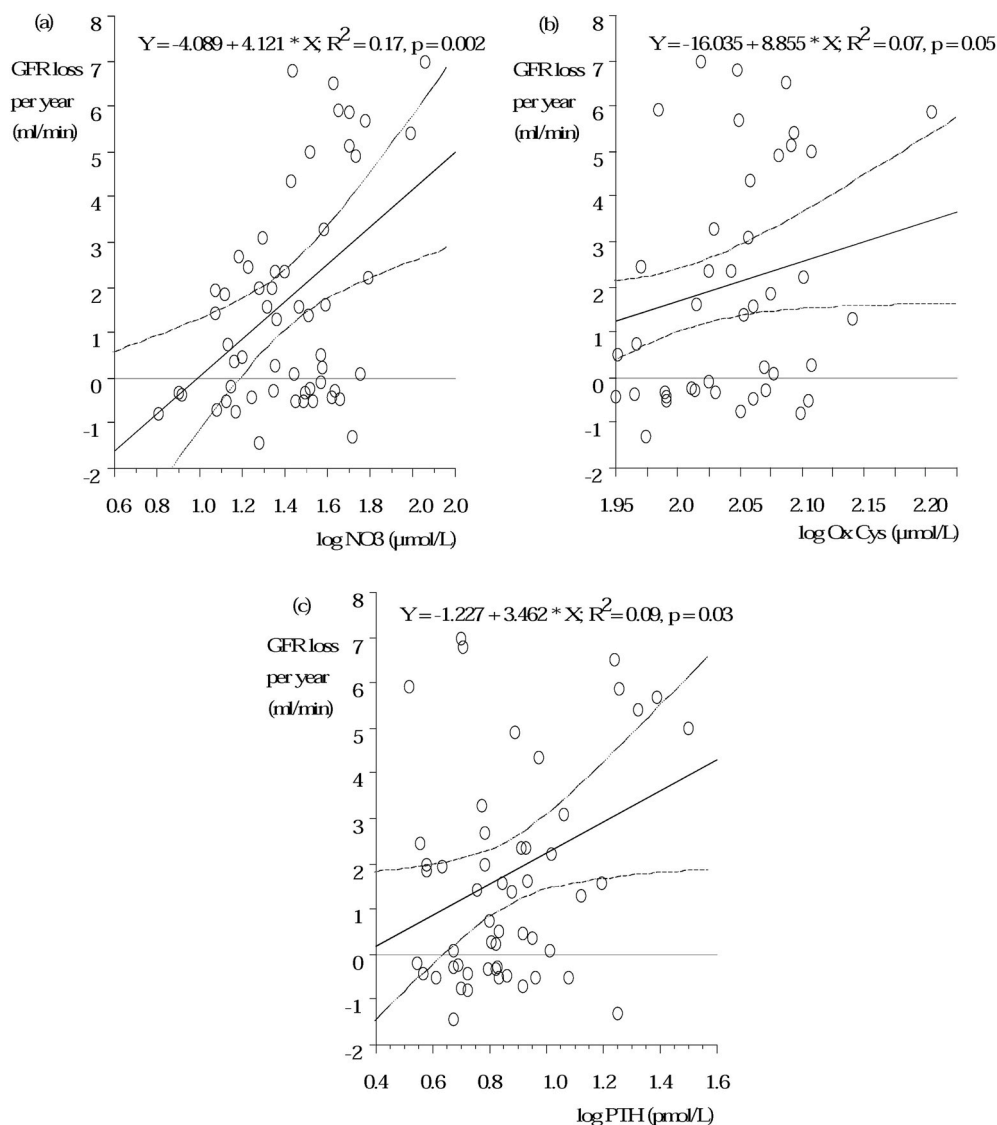 (a)
Y = -4.089 + 4.121 * X; R2 = 0.17, p = 0.002
GFR loss
per year
(ml/min)
8
7
6
5
4
3
2
1
0
-1
-2
0.6 0.8 1.0 1.2 1.4 1.6 1.8 2.0 2.0
log NO3 (µmol/L)
(b)
Y = -16.035 + 8.855 * X; R2 = 0.07, p = 0.05
GFR loss
per year
(ml/min)
8
7
6
5
4
3
2
1
0
-1
-2
1.95 2.0 2.05 2.10 2.10 2.20
log Ox Cys (µmol/L)
(c)
Y = -1.227 + 3.462 * X; R2 = 0.09, p = 0.03
GFR loss
per year
(ml/min)
8
7
6
5
4
3
2
1
0
-1
-2
0.4 0.6 0.8 1.0 1.2 1.4 1.6
log PTH (pmol/L)